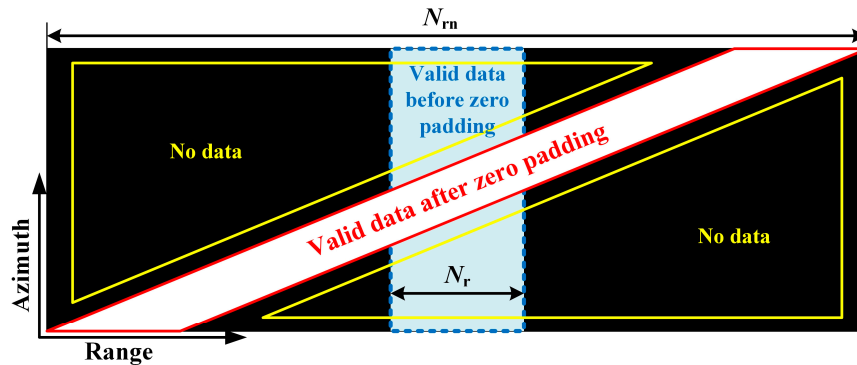 N_rn
Valid data
before zero
padding
No data
Valid data after zero padding
No data
N_r
Azimuth
Range